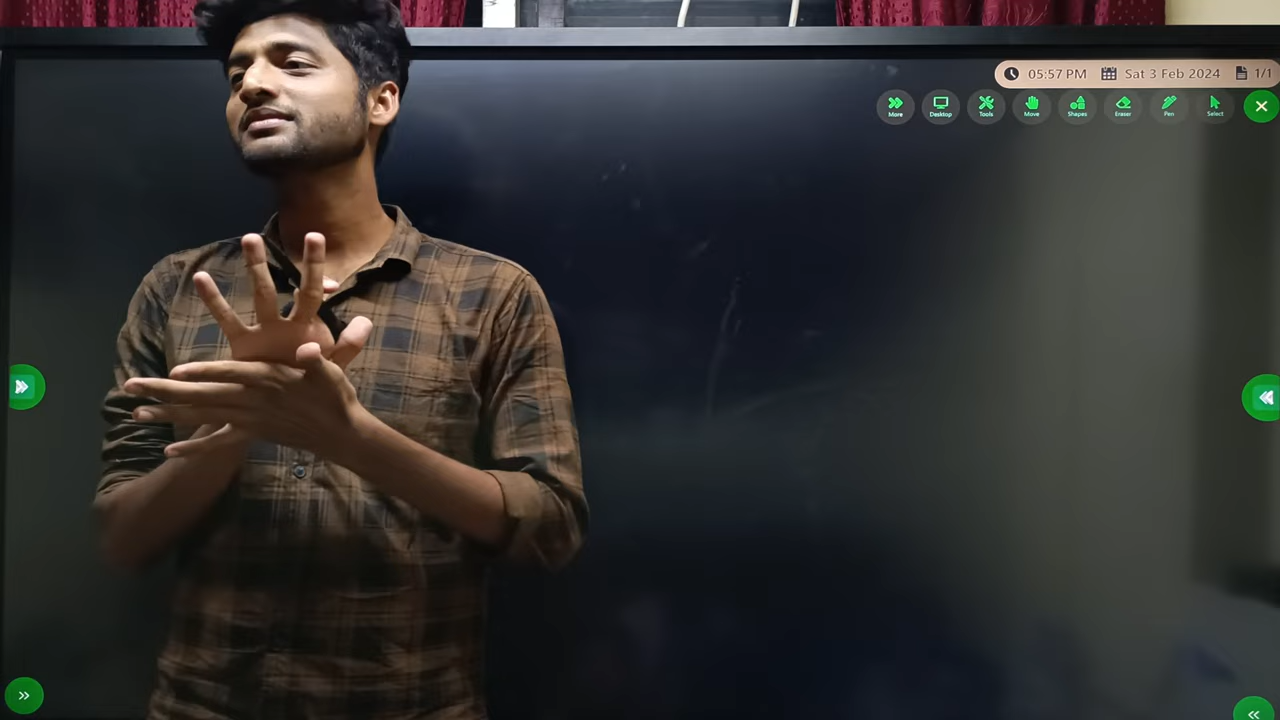 05:57 PM Sat 3 Feb 2024 1/1
More Desktop Tools Move Shapes Eraser Pen Select